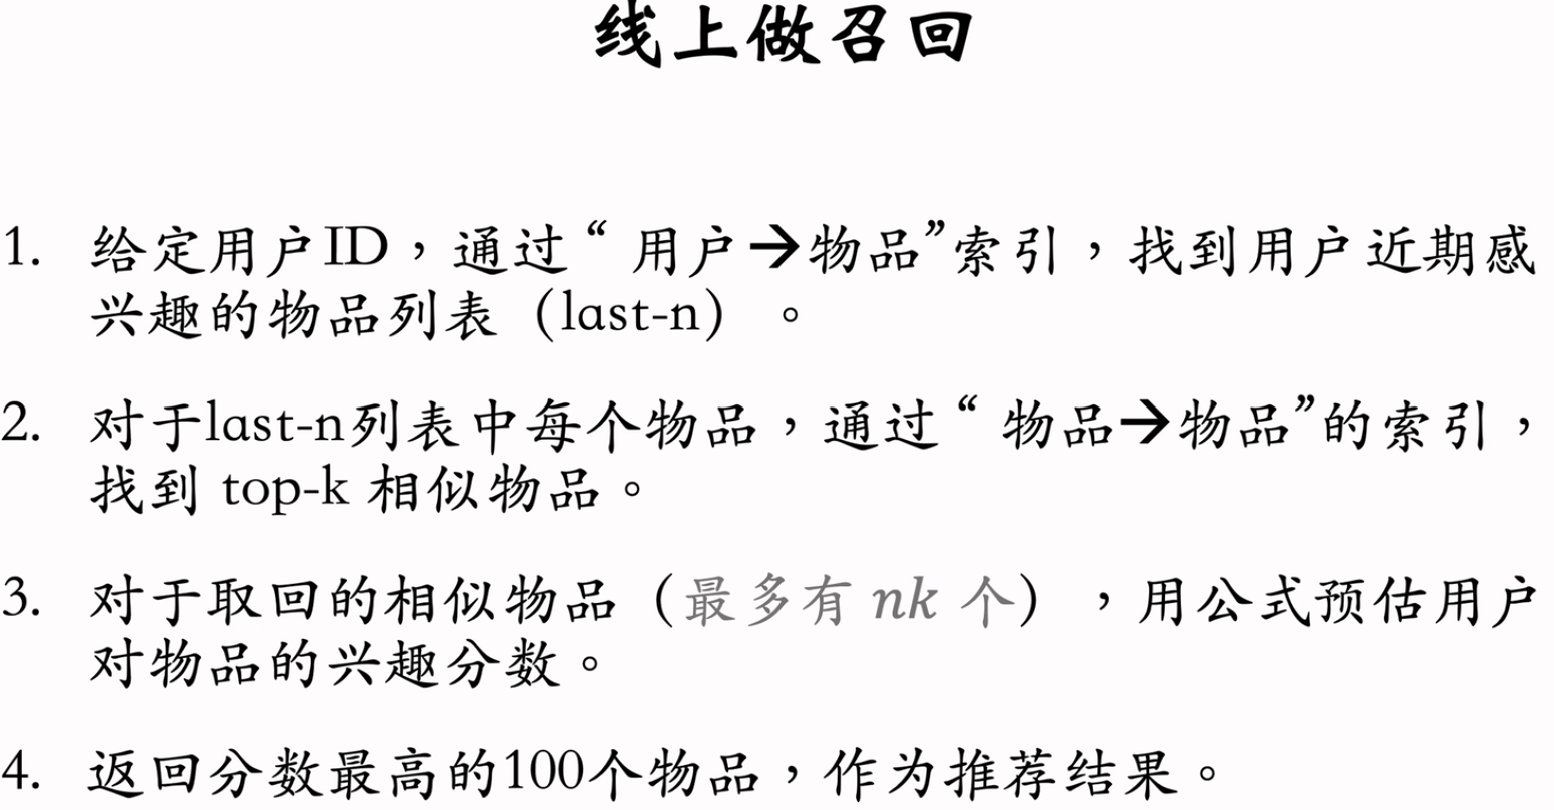 线上做召回
1. 给定用户ID，通过“用户→物品”索引，找到用户近期感
兴趣的物品列表（last-n）。
2. 对于last-n列表中每个物品，通过“物品→物品”的索引，
找到 top-k 相似物品。
3. 对于取回的相似物品（最多有 nk 个），用公式预估用户
对物品的兴趣分数。
4. 返回分数最高的100个物品，作为推荐结果。